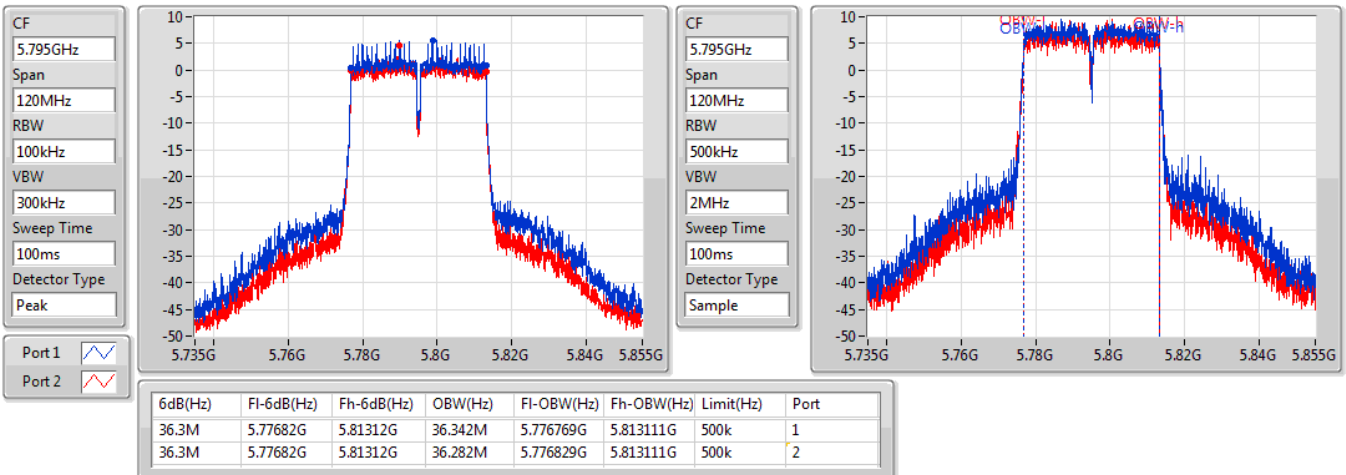 CF
5.795GHz
Span
120MHz
RBW
100kHz
VBW
300kHz
Sweep Time
100ms
Detector Type
Peak
Port 1
Port 2
10
5
0
-5
-10
-15
-20
-25
-30
-35
-40
-45
-50
5.735G 5.76G 5.78G 5.8G 5.82G 5.84G 5.855G
CF
5.795GHz
Span
120MHz
RBW
500kHz
VBW
2MHz
Sweep Time
100ms
Detector Type
Sample
10
5
0
-5
-10
-15
-20
-25
-30
-35
-40
-45
-50
OBW-h
5.735G 5.76G 5.78G 5.8G 5.82G 5.84G 5.855G
6dB(Hz) Fl-6dB(Hz) Fh-6dB(Hz) OBW(Hz) Fl-OBW(Hz) Fh-OBW(Hz) Limit(Hz) Port
36.3M 5.77682G 5.81312G 36.342M 5.776769G 5.813111G 500k 1
36.3M 5.77682G 5.81312G 36.282M 5.776829G 5.813111G 500k 2